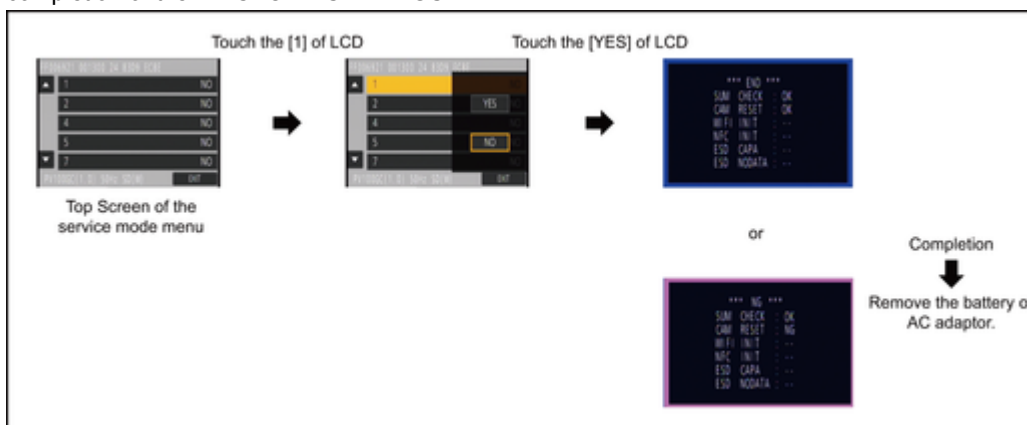 Touch the [1] of LCD
Touch the [YES] of LCD
1 NO
2 NO
4 NO
5 NO
7 NO
EXIT
1
2 YES
4
5 NO
7
EXIT
Top Screen of the
service mode menu
*** END ***
SUM CHECK : OK
CAM RESET : OK
WIFI INIT : --
NFC INIT : --
ESD CAPA : --
ESD NODATA : --
or
*** NG ***
SUM CHECK : OK
CAM RESET : NG
WIFI INIT : --
NFC INIT : --
ESD CAPA : --
ESD NODATA : --
Completion
Remove the battery o
AC adaptor.